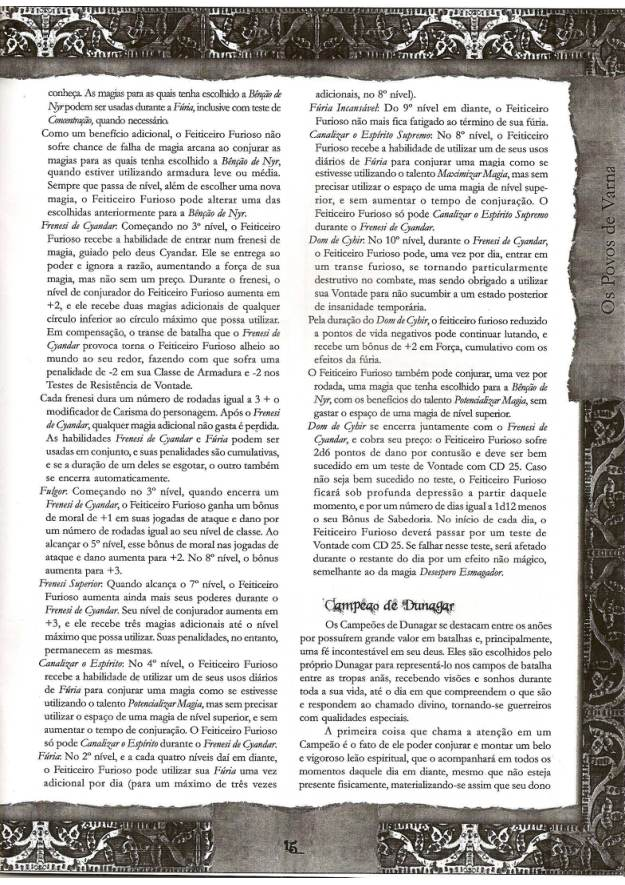 conheça. As magias para as quais tenha escolhido a Bênção de
Nyr podem ser usadas durante a Fúria, inclusive com teste de
Concentração, quando necessário.
Como um benefício adicional, o Feiticeiro Furioso não
sofre chance de falha de magia arcana ao conjurar as
magias para as quais tenha escolhido a Bênção de Nyr,
quando estiver utilizando armadura leve ou média.
Sempre que passa de nível, além de escolher uma nova
magia, o Feiticeiro Furioso pode alterar uma das
escolhidas anteriormente para a Bênção de Nyr.
Frenesi de Cyandar: Começando no 3º nível, o Feiticeiro
Furioso recebe a habilidade de entrar num frenesi de
magia, guiado pelo deus Cyandar. Ele se entrega ao
poder e ignora a razão, aumentando a força de sua
magia, mas não sem um preço. Durante o frenesi, o
nível de conjurador do Feiticeiro Furioso aumenta em
+2, e ele recebe duas magias adicionais de qualquer
círculo inferior ao círculo máximo que possa utilizar.
Em compensação, o transe de batalha que o Frenesi de
Cyandar provoca torna o Feiticeiro Furioso alheio ao
mundo ao seu redor, fazendo com que sofra uma
penalidade de -2 em sua Classe de Armadura e -2 nos
Testes de Resistência de Vontade.
Cada frenesi dura um número de rodadas igual a 3 + o
modificador de Carisma do personagem. Após o Frenesi
de Cyandar, qualquer magia adicional não gasta é perdida.
As habilidades Frenesi de Cyandar e Fúria podem ser
usadas em conjunto, e suas penalidades são cumulativas,
e se a duração de um deles se esgotar, o outro também
se encerra automaticamente.
Fulgor: Começando no 3º nível, quando encerra um
Frenesi de Cyandar, o Feiticeiro Furioso ganha um bônus
de moral de +1 em suas jogadas de ataque e dano por
um número de rodadas igual ao seu nível de classe. Ao
alcançar o 5º nível, esse bônus de moral nas jogadas de
ataque e dano aumenta para +2. No 8º nível, o bônus
aumenta para +3.
Frenesi Superior: Quando alcança o 7º nível, o Feiticeiro
Furioso aumenta ainda mais seus poderes durante o
Frenesi de Cyandar. Seu nível de conjurador aumenta em
+3, e ele recebe três magias adicionais até o nível
máximo que possa utilizar. Suas penalidades, no entanto,
permanecem as mesmas.
Canalizar o Espírito: No 4º nível, o Feiticeiro Furioso
recebe a habilidade de utilizar um de seus usos diários
de Fúria para conjurar uma magia como se estivesse
utilizando o talento Potencializar Magia, mas sem precisar
utilizar o espaço de uma magia de nível superior, e sem
aumentar o tempo de conjuração. O Feiticeiro Furioso
só pode Canalizar o Espírito durante o Frenesi de Cyandar.
Fúria: No 2º nível, e a cada quatro níveis daí em diante,
o Feiticeiro Furioso pode utilizar sua Fúria uma vez
adicional por dia (para um máximo de três vezes
adicionais, no 8º nível).
Fúria Incansável: Do 9º nível em diante, o Feiticeiro
Furioso não mais fica fatigado ao término de sua fúria.
Canalizar o Espírito Supremo: No 8º nível, o Feiticeiro
Furioso recebe a habilidade de utilizar um de seus usos
diários de Fúria para conjurar uma magia como se
estivesse utilizando o talento Maximizar Magia, mas sem
precisar utilizar o espaço de uma magia de nível supe-
rior, e sem aumentar o tempo de conjuração. O
Feiticeiro Furioso só pode Canalizar o Espírito Supremo
durante o Frenesi de Cyandar.
Dom de Cyhir: No 10º nível, durante o Frenesi de Cyandar,
o Feiticeiro Furioso pode, uma vez por dia, entrar em
um transe furioso, se tornando particularmente
destrutivo no combate, mas sendo obrigado a utilizar
sua Vontade para não sucumbir a um estado posterior
de insanidade temporária.
Pela duração do Dom de Cyhir, o feiticeiro furioso reduzido
a pontos de vida negativos pode continuar lutando, e
recebe um bônus de +2 em Força, cumulativo com os
efeitos da fúria.
O Feiticeiro Furioso também pode conjurar, uma vez por
rodada, uma magia que tenha escolhido para a Bênção de
Nyr, com os benefícios do talento Potencializar Magia, sem
gastar o espaço de uma magia de nível superior.
Dom de Cyhir se encerra juntamente com o Frenesi de
Cyandar, e cobra seu preço: o Feiticeiro Furioso sofre
2d6 pontos de dano por contusão e deve ser bem
sucedido em um teste de Vontade com CD 25. Caso
não seja bem sucedido no teste, o Feiticeiro Furioso
ficará sob profunda depressão a partir daquele
momento, e por um número de dias igual a 1d12 menos
o seu Bônus de Sabedoria. No início de cada dia, o
Feiticeiro Furioso deverá passar por um teste de
Vontade com CD 25. Se falhar nesse teste, será afetado
durante o restante do dia por um efeito não mágico,
semelhante ao da magia Desespero Esmagador.
Campeão de Dunagar
Os Campeões de Dunagar se destacam entre os anões
por possuírem grande valor em batalhas e, principalmente,
uma fé incontestável em seu deus. Eles são escolhidos pelo
próprio Dunagar para representá-lo nos campos de batalha
entre as tropas anãs, recebendo visões e sonhos durante
toda a sua vida, até o dia em que compreendem o que são
e respondem ao chamado divino, tornando-se guerreiros
com qualidades especiais.
A primeira coisa que chama a atenção em um
Campeão é o fato de ele poder conjurar e montar um belo
e vigoroso leão espiritual, que o acompanhará em todos os
momentos daquele dia em diante, mesmo que não esteja
presente fisicamente, materializando-se assim que seu dono
Os Povos de Varna
15